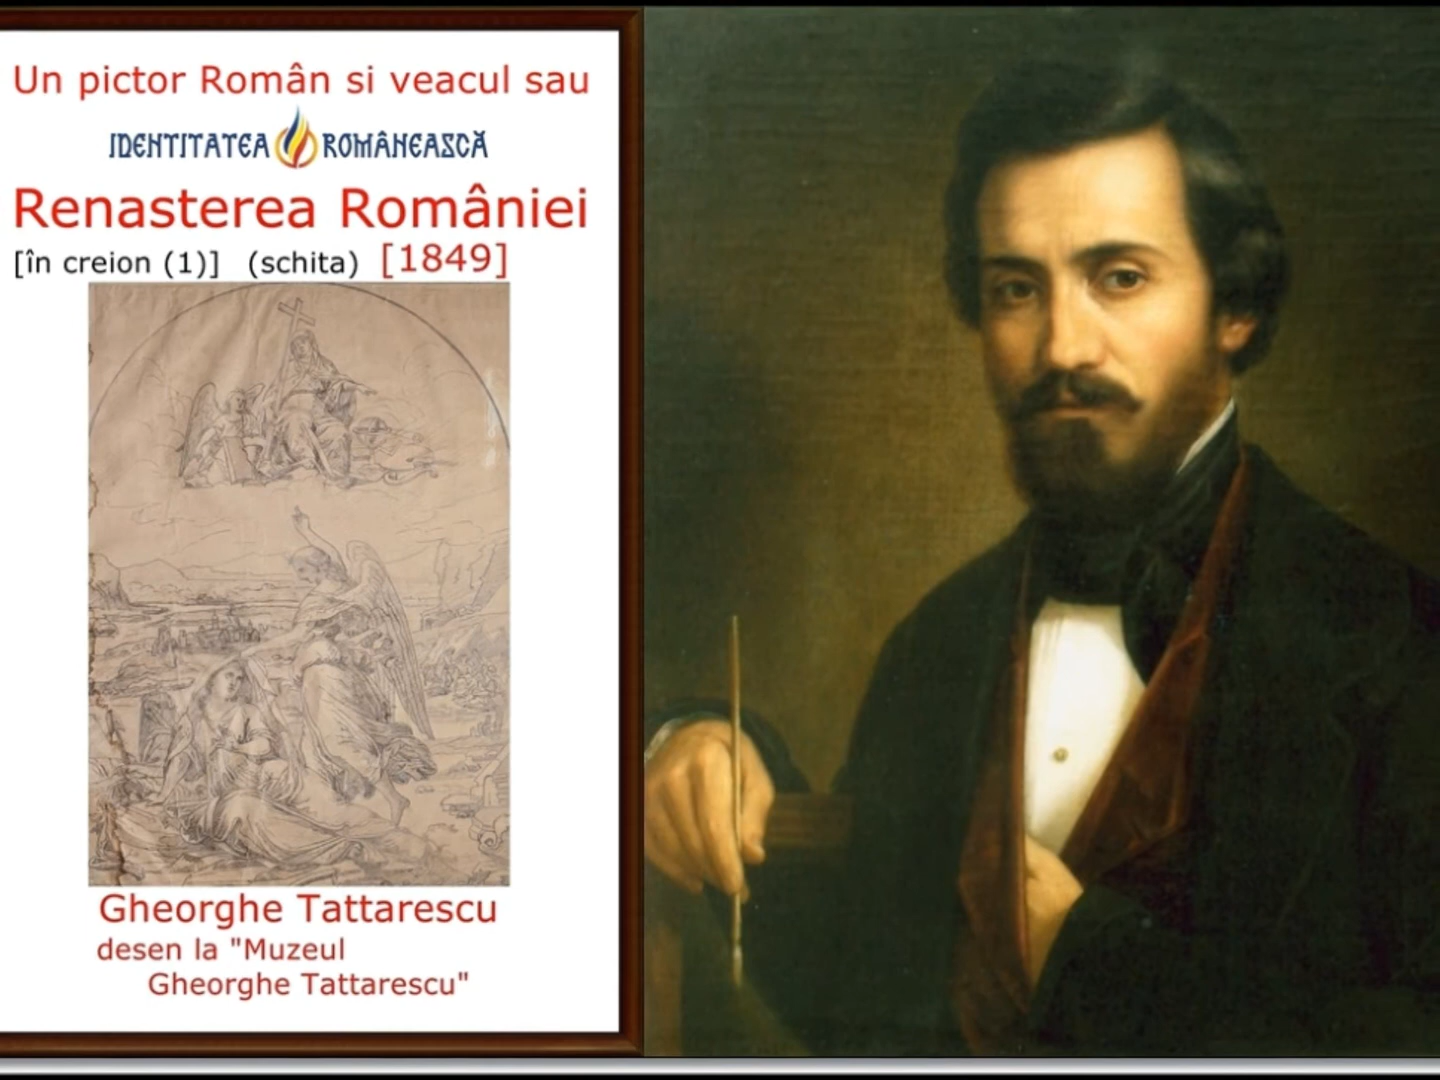 Un pictor Român si veacul sau
IDENTITATEA ROMÂNEASCĂ
Renasterea României
[în creion (1)] (schita) [1849]
Gheorghe Tattarescu
desen la "Muzeul
Gheorghe Tattarescu"